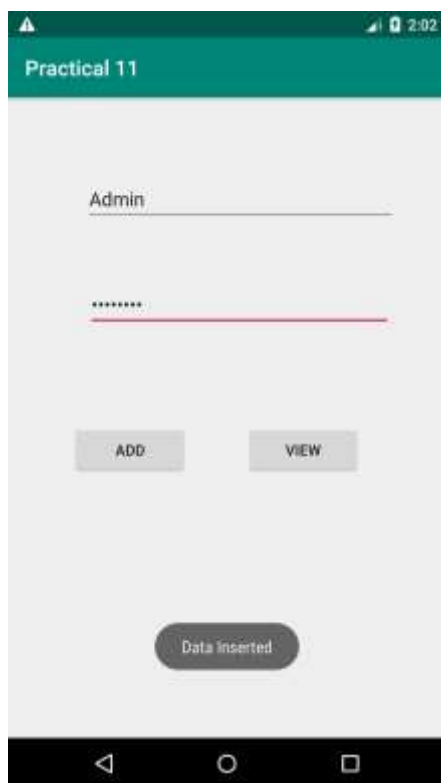 2:02
Practical 11
Admin
••••••••
ADD VIEW
Data Inserted